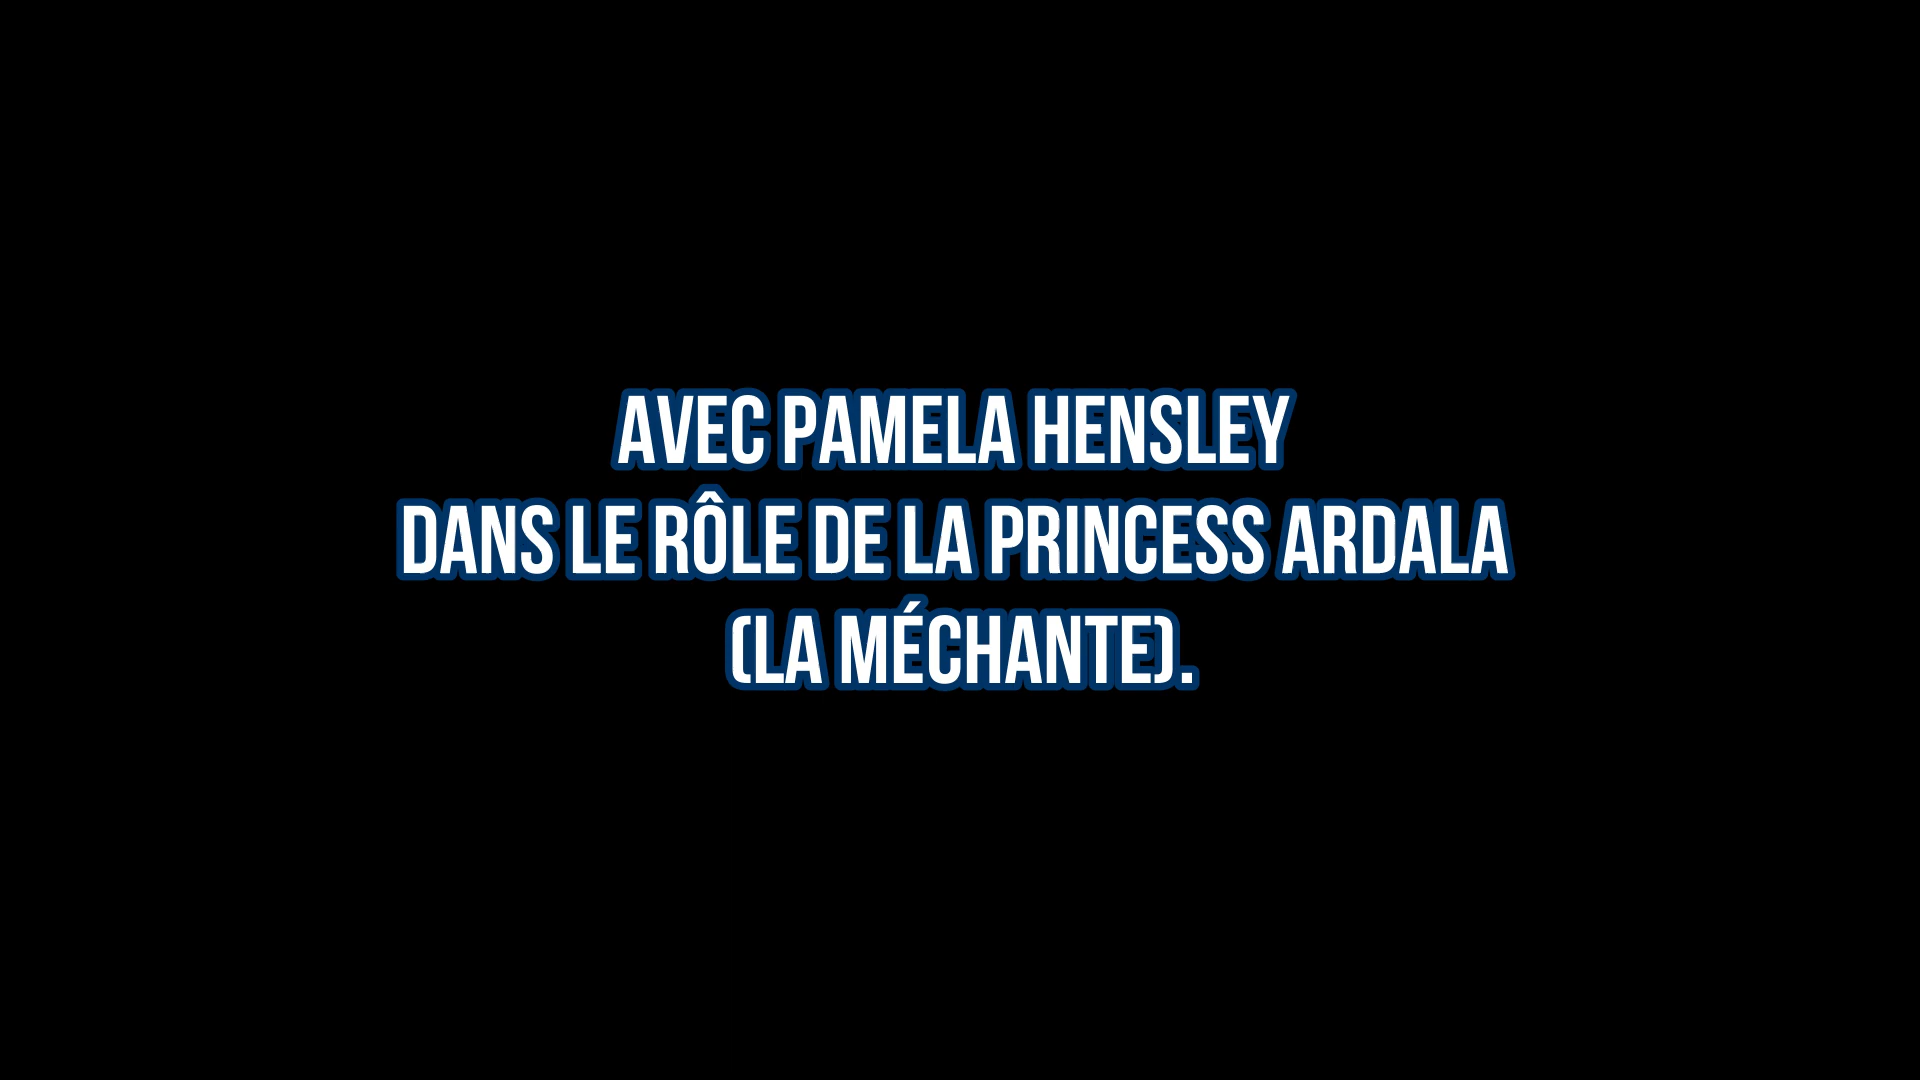 AVEC PAMELA HENSLEY
DANS LE RÔLE DE LA PRINCESS ARDALA
(LA MÉCHANTE).